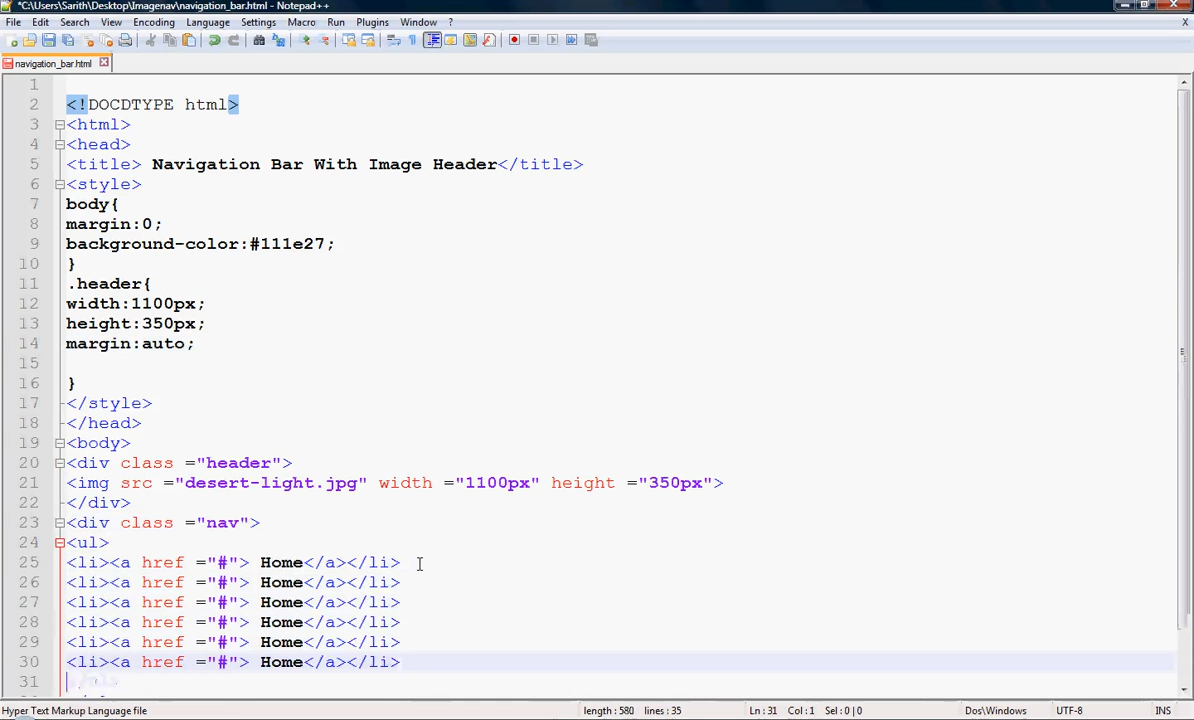 *C:\Users\Sarith\Desktop\Imagenav\navigation_bar.html - Notepad++
File Edit Search View Encoding Language Settings Macro Run Plugins Window ? X
navigation_bar.html
1
2 <!DOCDTYPE html>
3 <html>
4 <head>
5 <title> Navigation Bar With Image Header</title>
6 <style>
7 body{
8 margin:0;
9 background-color:#111e27;
10 }
11 .header{
12 width:1100px;
13 height:350px;
14 margin:auto;
15
16 }
17 </style>
18 </head>
19 <body>
20 <div class ="header">
21 <img src ="desert-light.jpg" width ="1100px" height ="350px">
22 </div>
23 <div class ="nav">
24 <ul>
25 <li><a href ="#"> Home</a></li>
26 <li><a href ="#"> Home</a></li>
27 <li><a href ="#"> Home</a></li>
28 <li><a href ="#"> Home</a></li>
29 <li><a href ="#"> Home</a></li>
30 <li><a href ="#"> Home</a></li>
31
Hyper Text Markup Language file length : 580 lines : 35 Ln : 31 Col : 1 Sel : 0 | 0 Dos\Windows UTF-8 INS